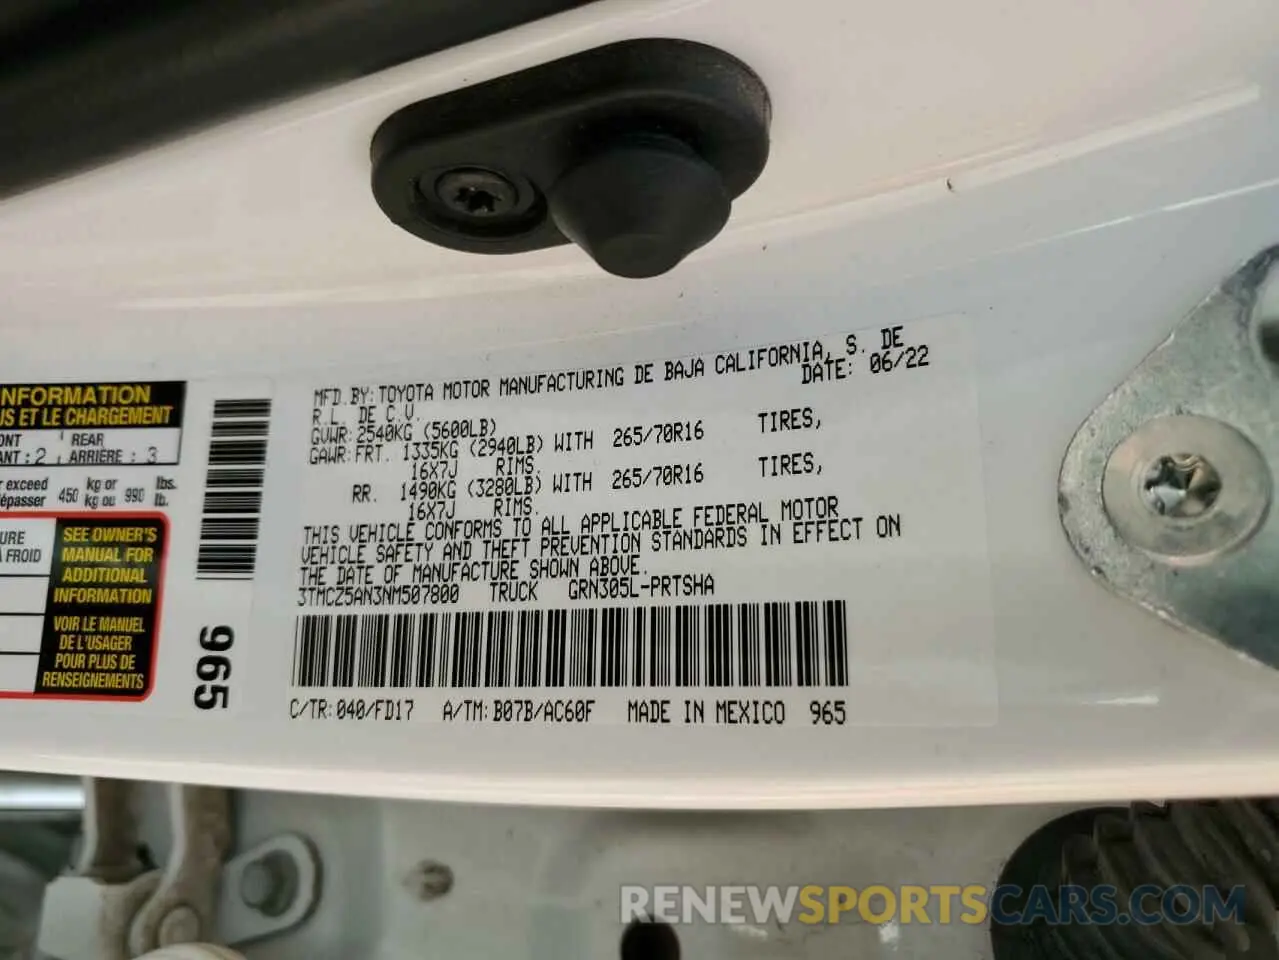 INFORMATION
US ET LE CHARGEMENT
ONT REAR
ANT : 2 ARRIÈRE : 3
r exceed kg or lbs.
épasser 450 kg ou 990 lb.
URE
À FROID
SEE OWNER'S
MANUAL FOR
ADDITIONAL
INFORMATION
VOIR LE MANUEL
DE L'USAGER
POUR PLUS DE
RENSEIGNEMENTS
965
MFD.BY:TOYOTA MOTOR MANUFACTURING DE BAJA CALIFORNIA, S. DE
R.L. DE C.V. DATE: 06/22
GVWR:2540KG (5600LB)
GAWR:FRT. 1335KG (2940LB) WITH 265/70R16 TIRES,
16X7J RIMS.
RR. 1490KG (3280LB) WITH 265/70R16 TIRES,
16X7J RIMS.
THIS VEHICLE CONFORMS TO ALL APPLICABLE FEDERAL MOTOR
VEHICLE SAFETY AND THEFT PREVENTION STANDARDS IN EFFECT ON
THE DATE OF MANUFACTURE SHOWN ABOVE.
3TMCZ5AN3NM507800 TRUCK GRN305L-PRTSHA
C/TR:040/FD17 A/TM:B07B/AC60F MADE IN MEXICO 965
RENEWSPORTSCARS.COM